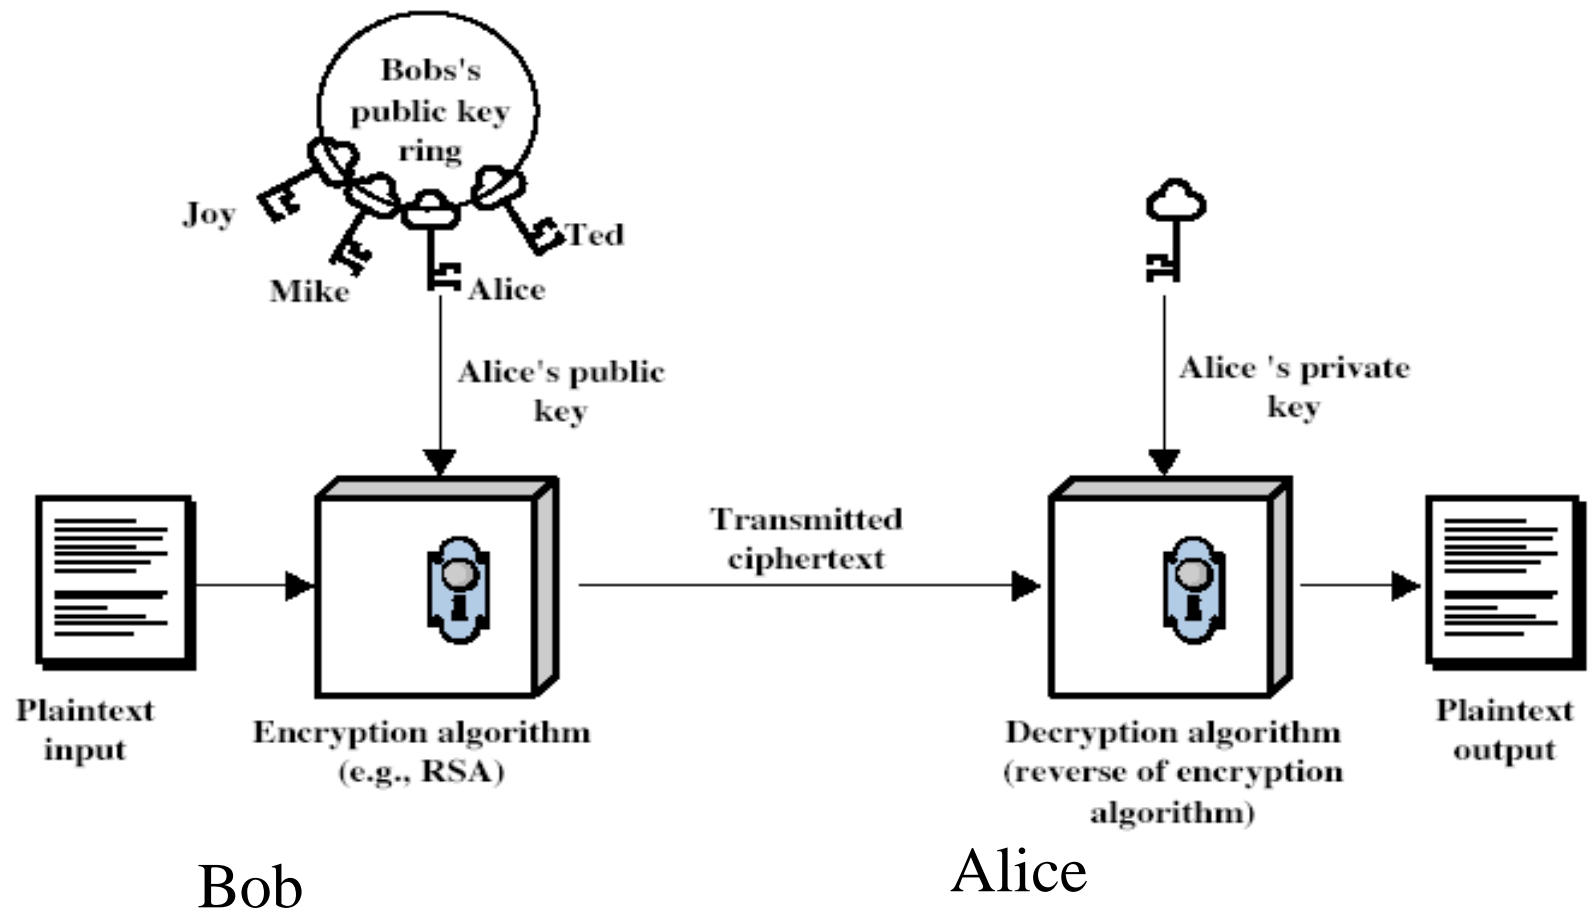 Bobs's
public key
ring
Joy
Ted
Mike
Alice
Alice's public
key
Alice 's private
key
Transmitted
ciphertext
Plaintext
input
Encryption algorithm
(e.g., RSA)
Decryption algorithm
(reverse of encryption
algorithm)
Plaintext
output
Bob
Alice